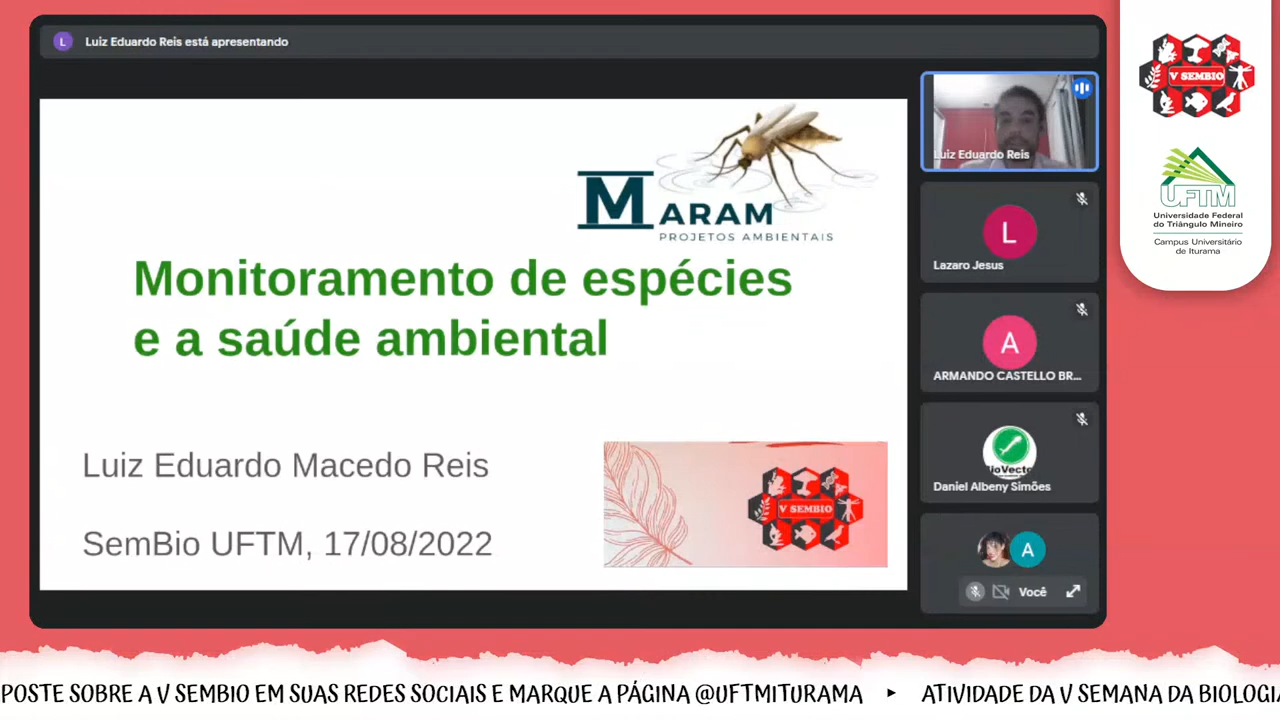 L
Luiz Eduardo Reis está apresentando
MARAM
PROJETOS AMBIENTAIS
Monitoramento de espécies
e a saúde ambiental
Luiz Eduardo Macedo Reis
SemBio UFTM, 17/08/2022
V SEMBIO
Luiz Eduardo Reis
L
Lazaro Jesus
A
ARMANDO CASTELLO BR...
ioVecto
Daniel Albeny Simões
A
Você
V SEMBIO
UFTM
Universidade Federal
do Triângulo Mineiro
Campus Universitário
de Iturama
POSTE SOBRE A V SEMBIO EM SUAS REDES SOCIAIS E MARQUE A PÁGINA @UFTMITURAMA ▸ ATIVIDADE DA V SEMANA DA BIOLOGIA